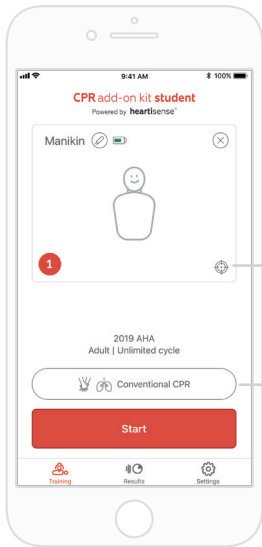 9:41 AM
100%
CPR add-on kit student
Powered by heartisense®
Manikin
1
2019 AHA
Adult | Unlimited cycle
Conventional CPR
Start
Training Results Settings